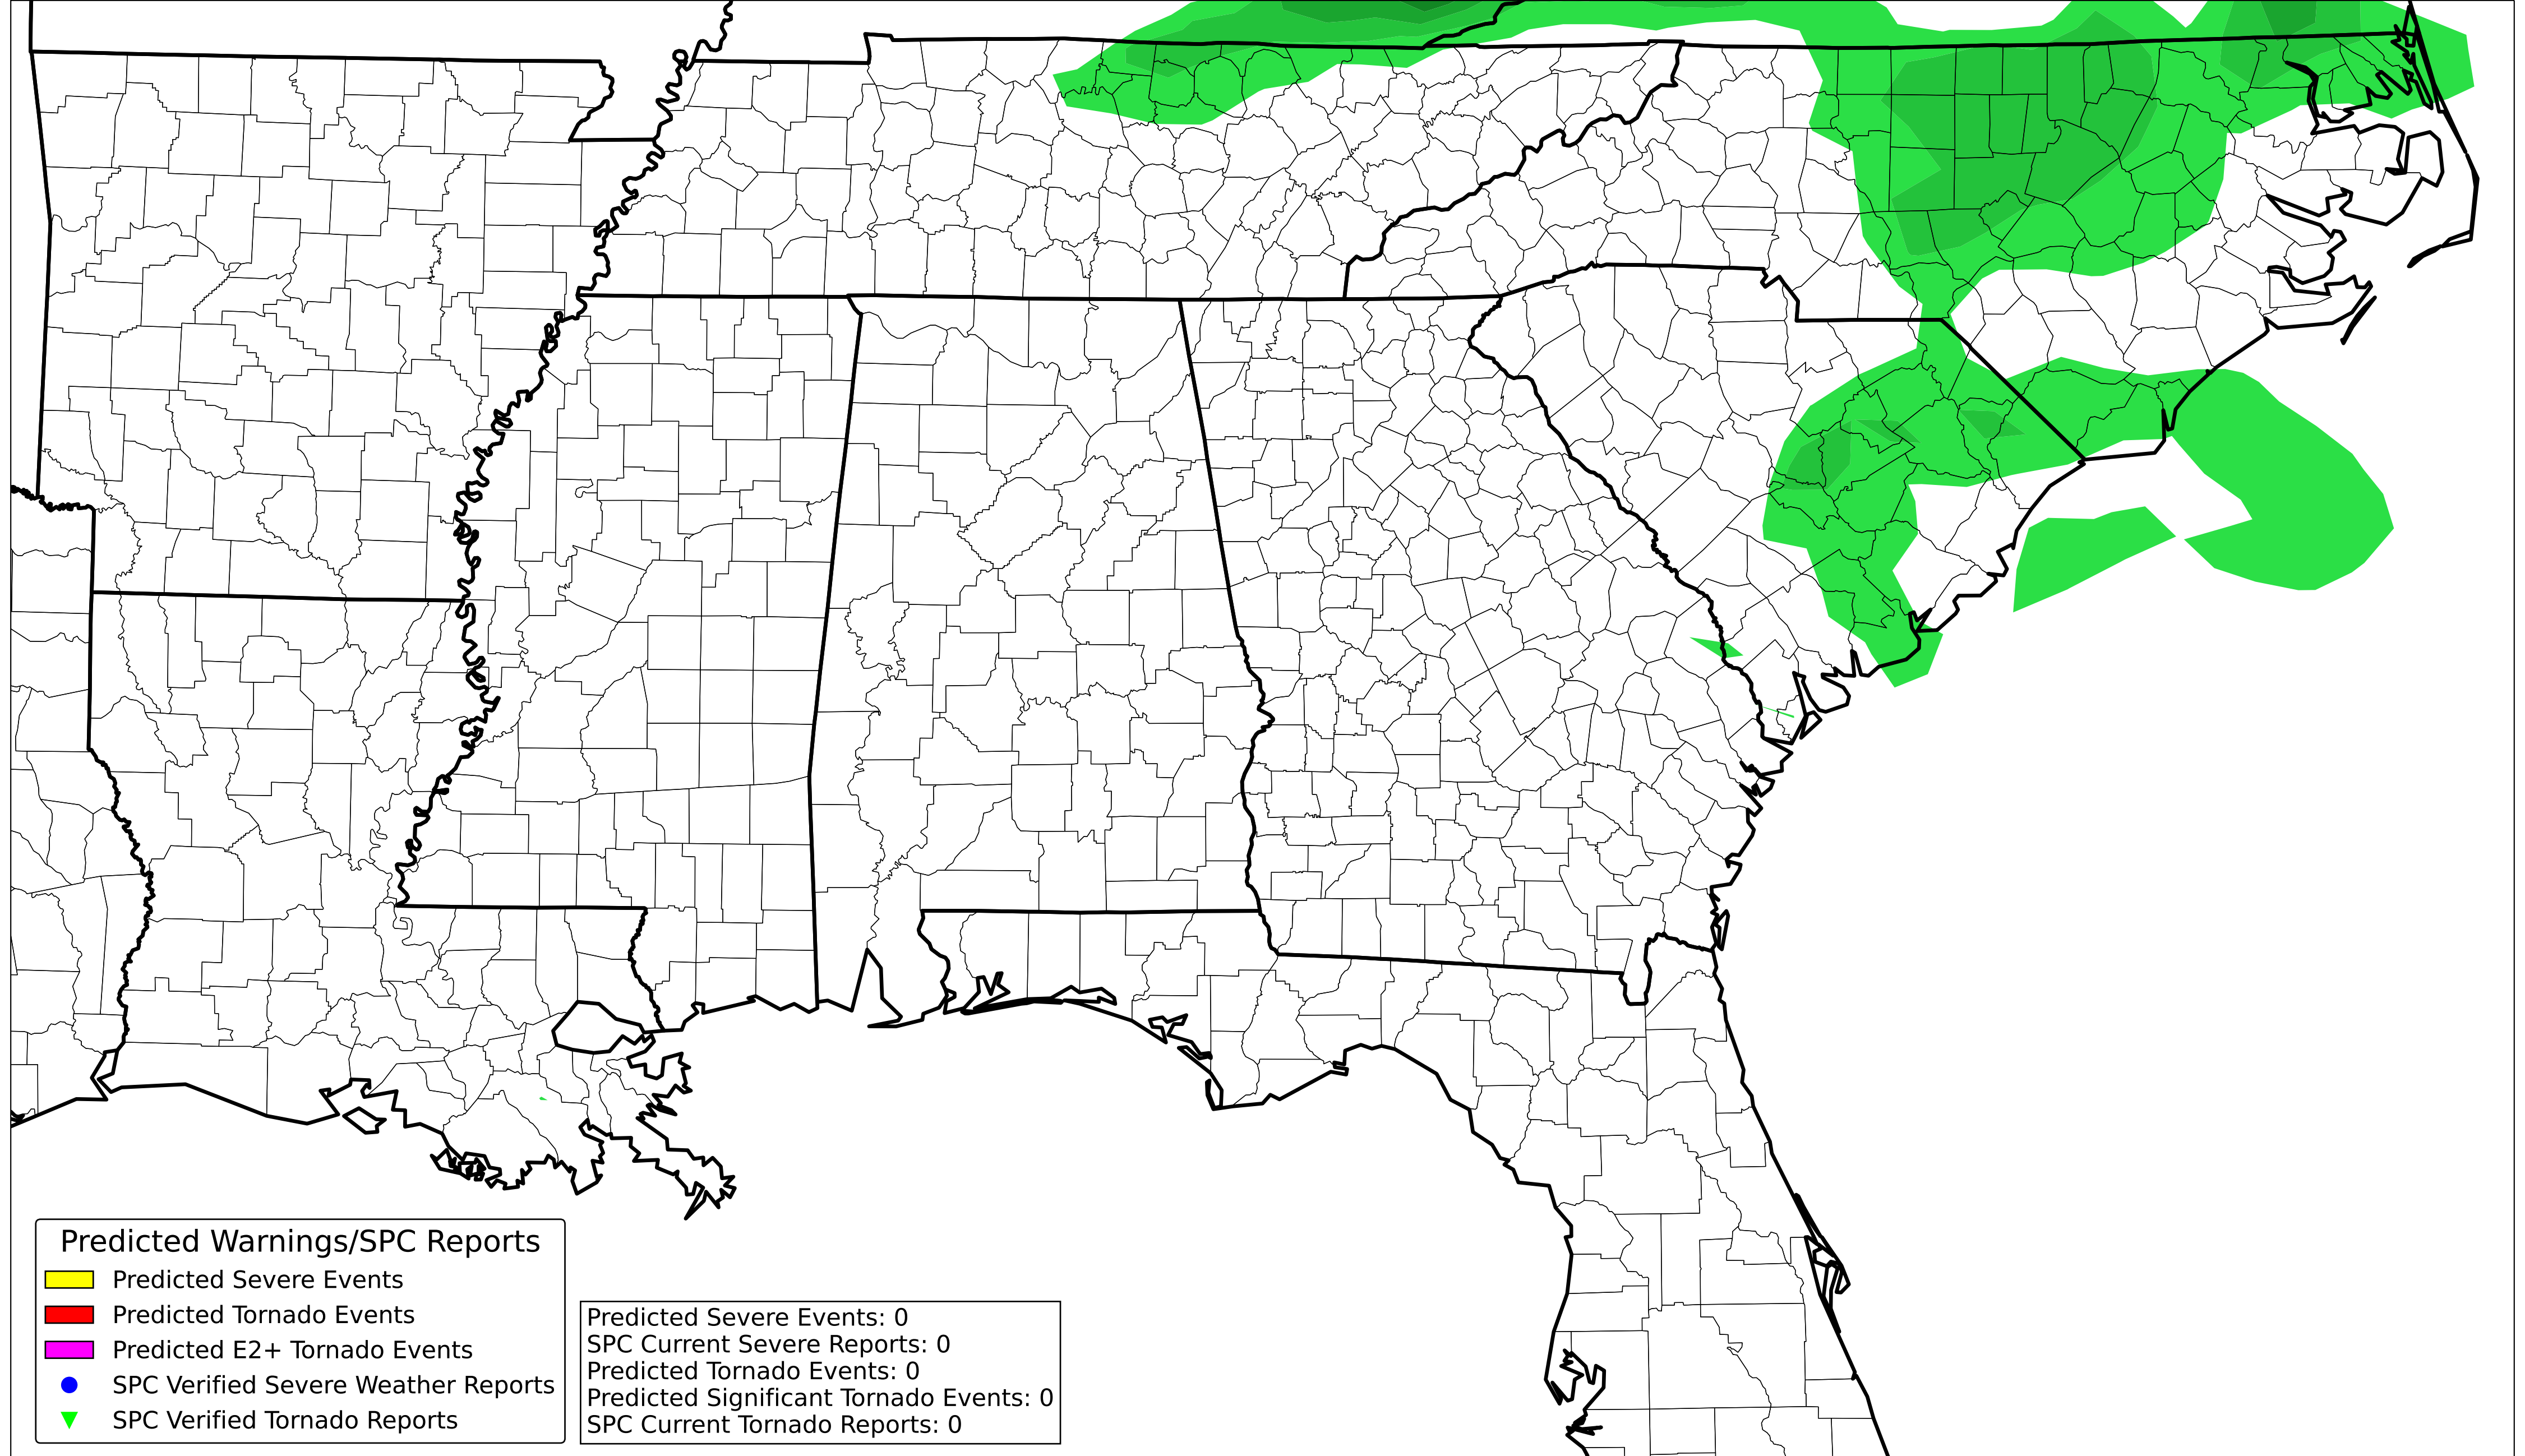 Predicted Warnings/SPC Reports
Predicted Severe Events
Predicted Tornado Events
Predicted E2+ Tornado Events
SPC Verified Severe Weather Reports
SPC Verified Tornado Reports
Predicted Severe Events: 0
SPC Current Severe Reports: 0
Predicted Tornado Events: 0
Predicted Significant Tornado Events: 0
SPC Current Tornado Reports: 0